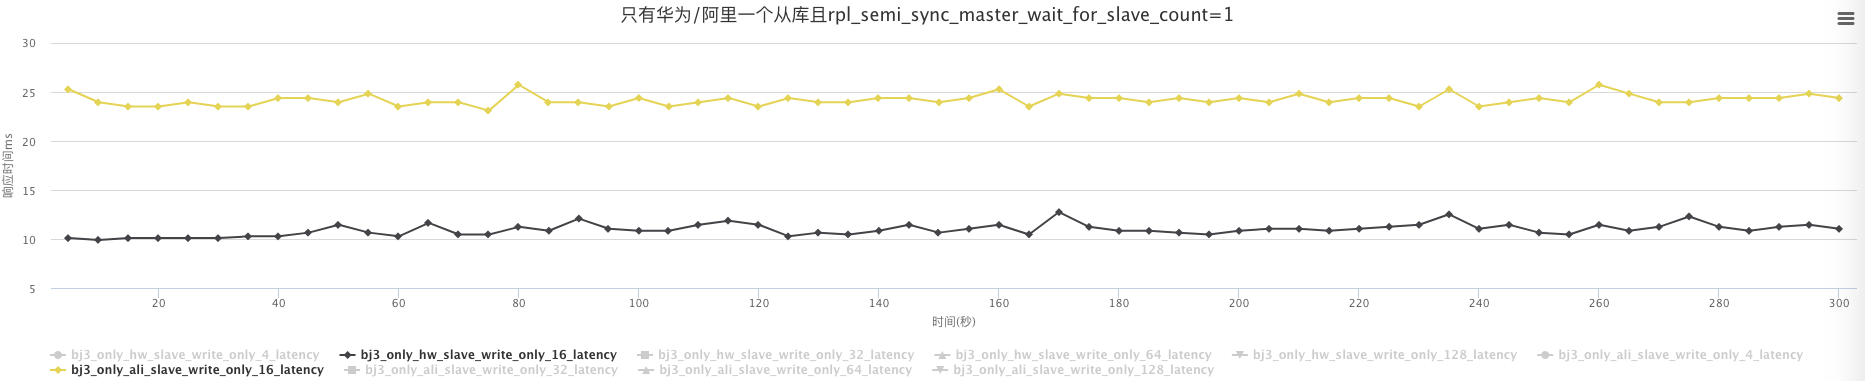 只有华为/阿里一个从库且rpl_semi_sync_master_wait_for_slave_count=1
30
25
20
15
10
5
响应时间ms
20 40 60 80 100 120 140 160 180 200 220 240 260 280 300
时间(秒)
bj3_only_hw_slave_write_only_4_latency bj3_only_hw_slave_write_only_16_latency bj3_only_hw_slave_write_only_32_latency bj3_only_hw_slave_write_only_64_latency bj3_only_hw_slave_write_only_128_latency bj3_only_ali_slave_write_only_4_latency
bj3_only_ali_slave_write_only_16_latency bj3_only_ali_slave_write_only_32_latency bj3_only_ali_slave_write_only_64_latency bj3_only_ali_slave_write_only_128_latency